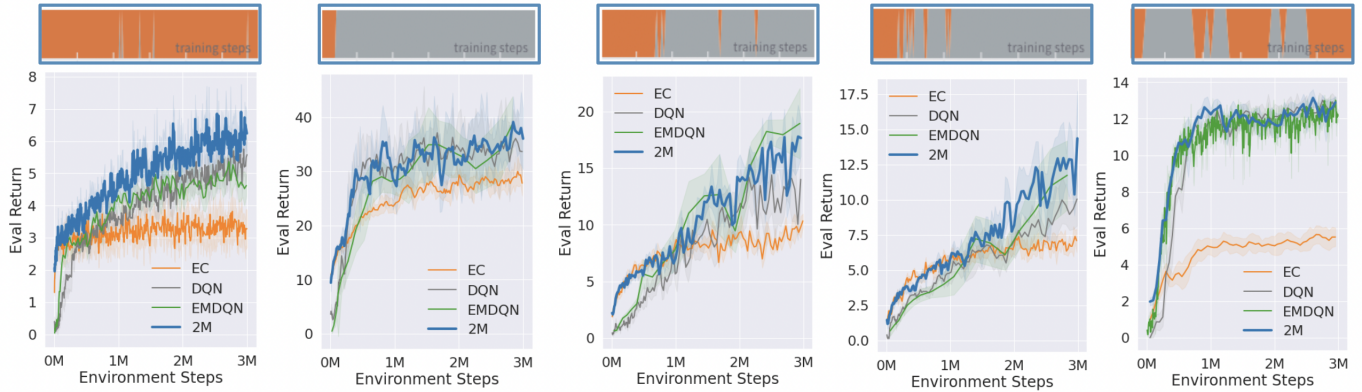 training steps
training steps
training steps
training steps
training steps
8
7
6
5
4
3
2
1
0
Eval Return
EC
DQN
EMDQN
2M
0M 1M 2M 3M
Environment Steps
40
30
20
10
0
Eval Return
EC
DQN
EMDQN
2M
0M 1M 2M 3M
Environment Steps
20
15
10
5
0
Eval Return
EC
DQN
EMDQN
2M
0M 1M 2M 3M
Environment Steps
17.5
15.0
12.5
10.0
7.5
5.0
2.5
0.0
Eval Return
EC
DQN
EMDQN
2M
0M 1M 2M 3M
Environment Steps
14
12
10
8
6
4
2
0
Eval Return
EC
DQN
EMDQN
2M
0M 1M 2M 3M
Environment Steps